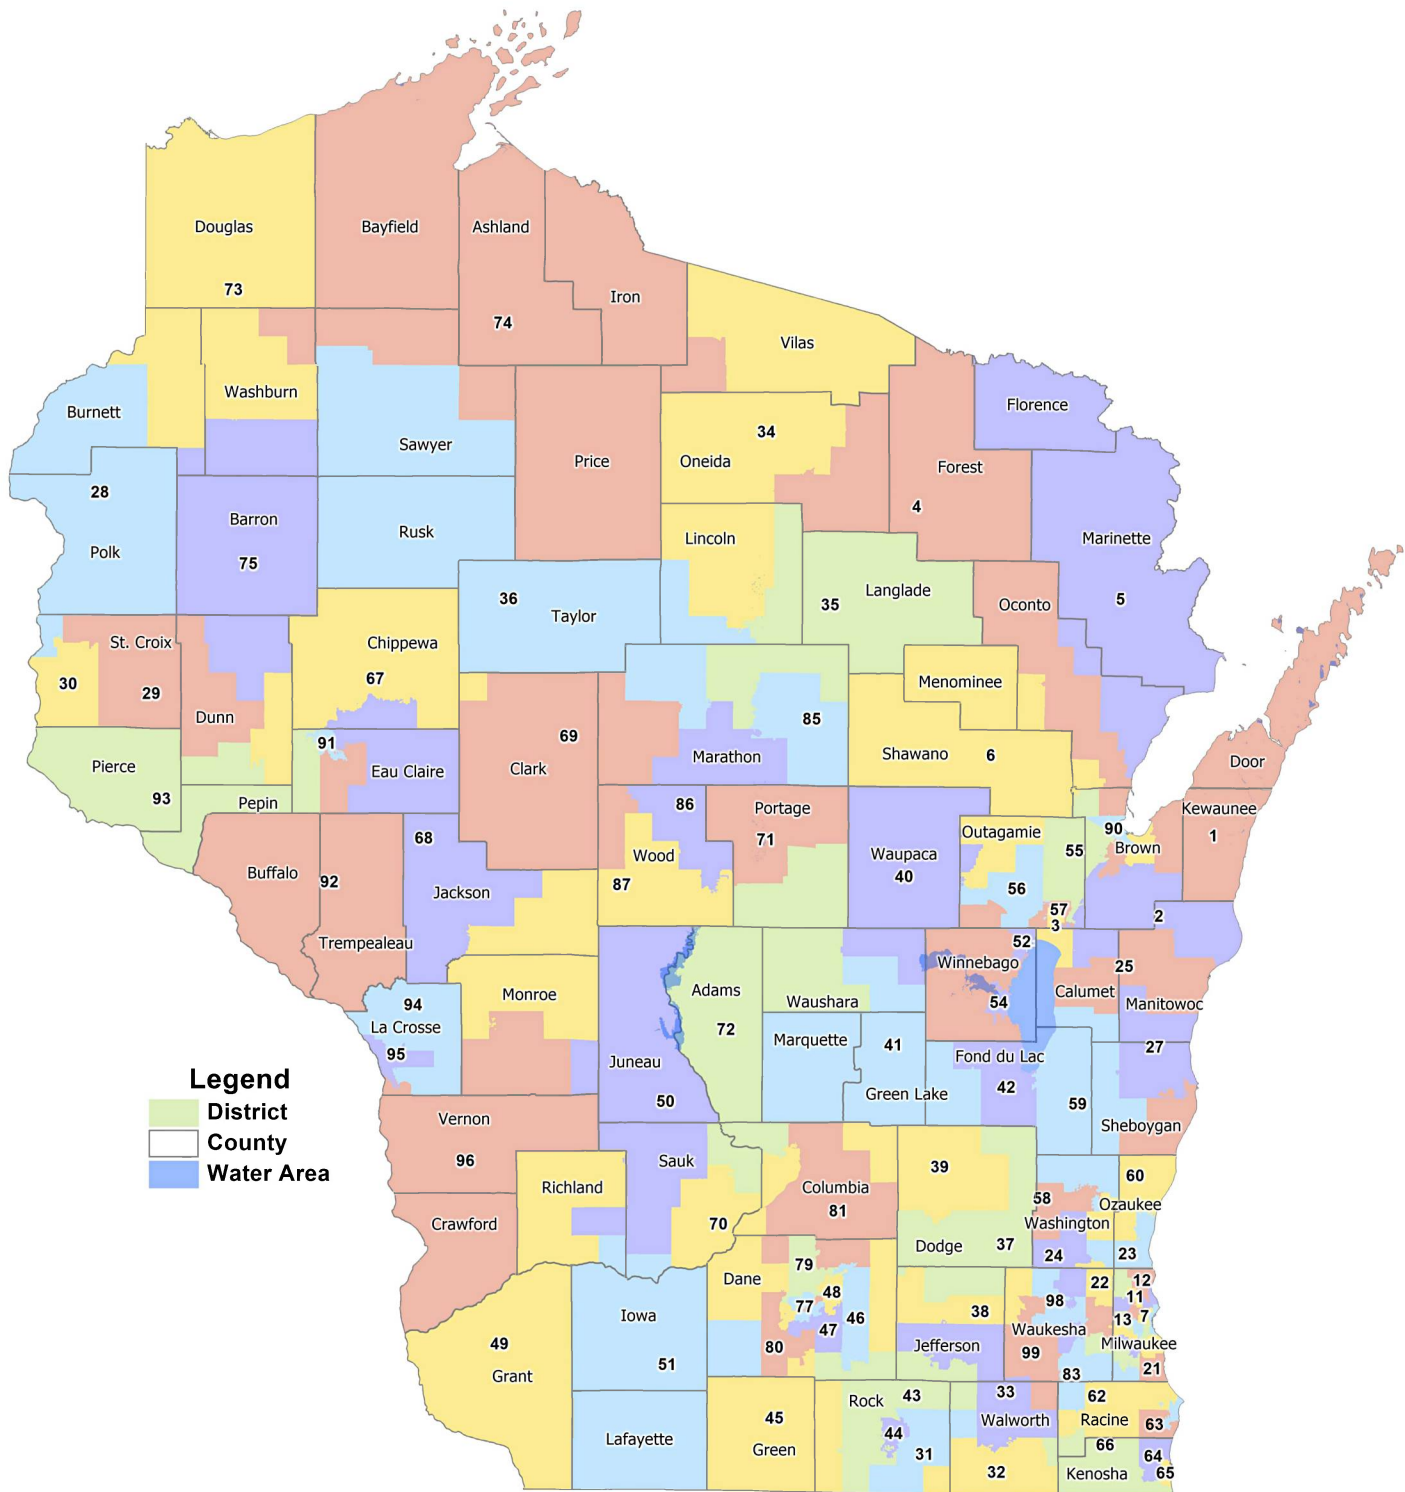 Douglas
Bayfield
Ashland
73
Iron
74
Vilas
Washburn
Burnett
Florence
Sawyer
34
Oneida
Price
Forest
28
4
Barron
Rusk
Lincoln
Marinette
Polk
75
36
Taylor
35
Langlade
Oconto
5
St. Croix
Chippewa
30
29
67
Menominee
Dunn
85
91
69
Marathon
Shawano
6
Pierce
Eau Claire
Clark
Door
93
Pepin
86
Portage
Kewaunee
68
71
Outagamie
90
1
Wood
Waupaca
55
Brown
Buffalo
92
87
40
56
Jackson
57
2
3
Trempealeau
52
Winnebago
25
Adams
Monroe
Waushara
54
Calumet
Manitowoc
94
La Crosse
72
Marquette
41
95
Juneau
Fond du Lac
27
Legend
42
District
50
Green Lake
59
County
Vernon
Sheboygan
Water Area
96
Sauk
39
60
Richland
Columbia
58
Ozaukee
Crawford
70
81
Washington
Dodge
37
24
23
79
Dane
22
12
48
98
11
77
38
Iowa
46
13
7
47
Waukesha
49
80
Jefferson
99
Milwaukee
Grant
51
83
21
43
33
62
Rock
45
Walworth
Racine
63
44
Lafayette
Green
31
66
64
32
Kenosha
65